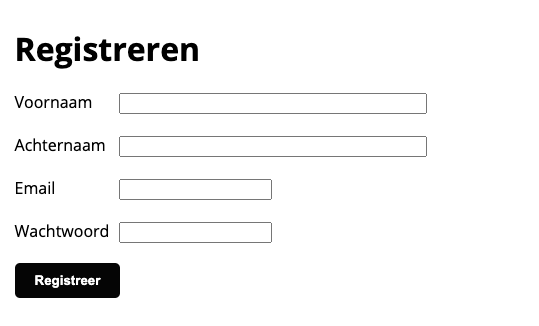 Registreren
Voornaam
Achternaam
Email
Wachtwoord
Registreer